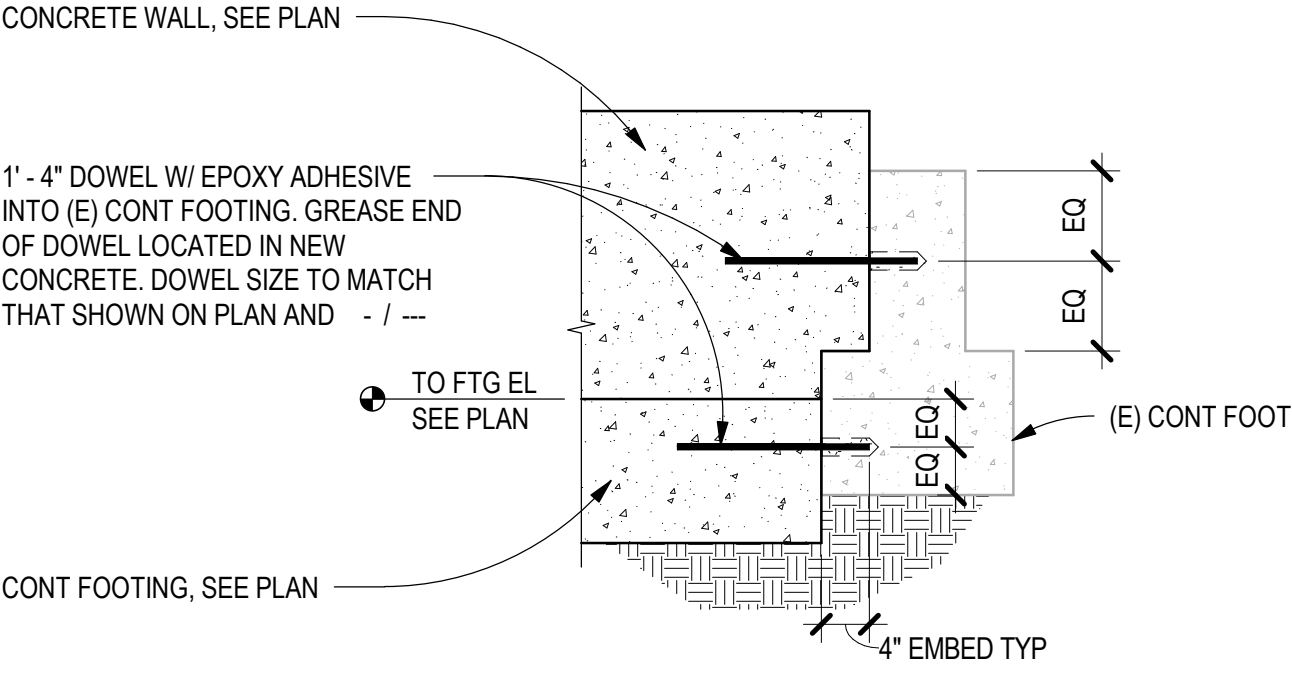 CONCRETE WALL, SEE PLAN
1' - 4" DOWEL W/ EPOXY ADHESIVE
INTO (E) CONT FOOTING. GREASE END
OF DOWEL LOCATED IN NEW
CONCRETE. DOWEL SIZE TO MATCH
THAT SHOWN ON PLAN AND - / ---
EQ
EQ
TO FTG EL
SEE PLAN
EQ
EQ
(E) CONT FOOT
CONT FOOTING, SEE PLAN
4" EMBED TYP